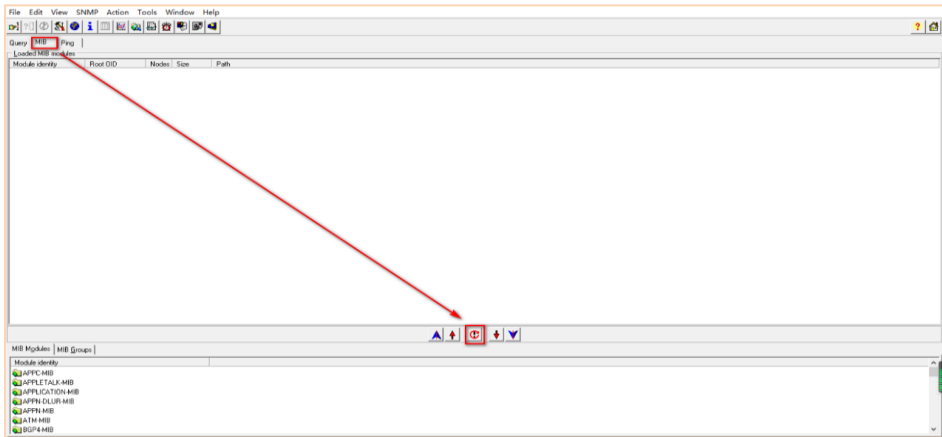 File Edit View SNMP Action Tools Window Help
Query MIB Ping
Loaded MIB modules
Module identity Root OID Nodes Size Path
MIB Modules MIB Groups
Module identity
APPC-MIB
APPLETALK-MIB
APPLICATION-MIB
APPN-DLUR-MIB
APPN-MIB
ATM-MIB
BGP4-MIB